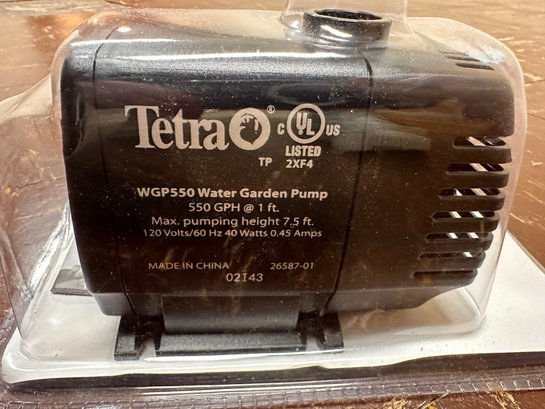 Tetra ®
C UL US
LISTED
TP 2XF4
WGP550 Water Garden Pump
550 GPH @ 1 ft.
Max. pumping height 7.5 ft.
120 Volts/60 Hz 40 Watts 0.45 Amps
MADE IN CHINA 26587-01
02143